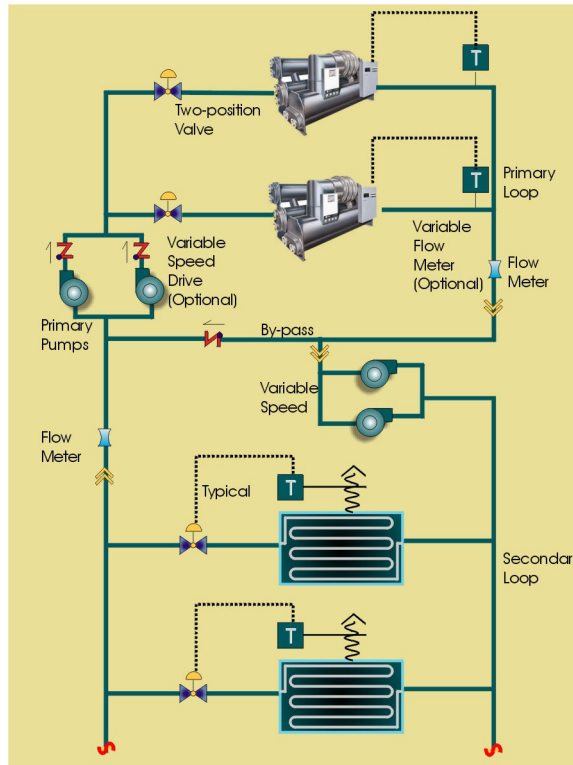 T
Two-position
Valve
T
Primary
Loop
Variable
Speed
Drive
(Optional)
Variable
Flow
Meter
(Optional)
Flow
Meter
Primary
Pumps
By-pass
Variable
Speed
Flow
Meter
Typical
T
Secondar
Loop
T